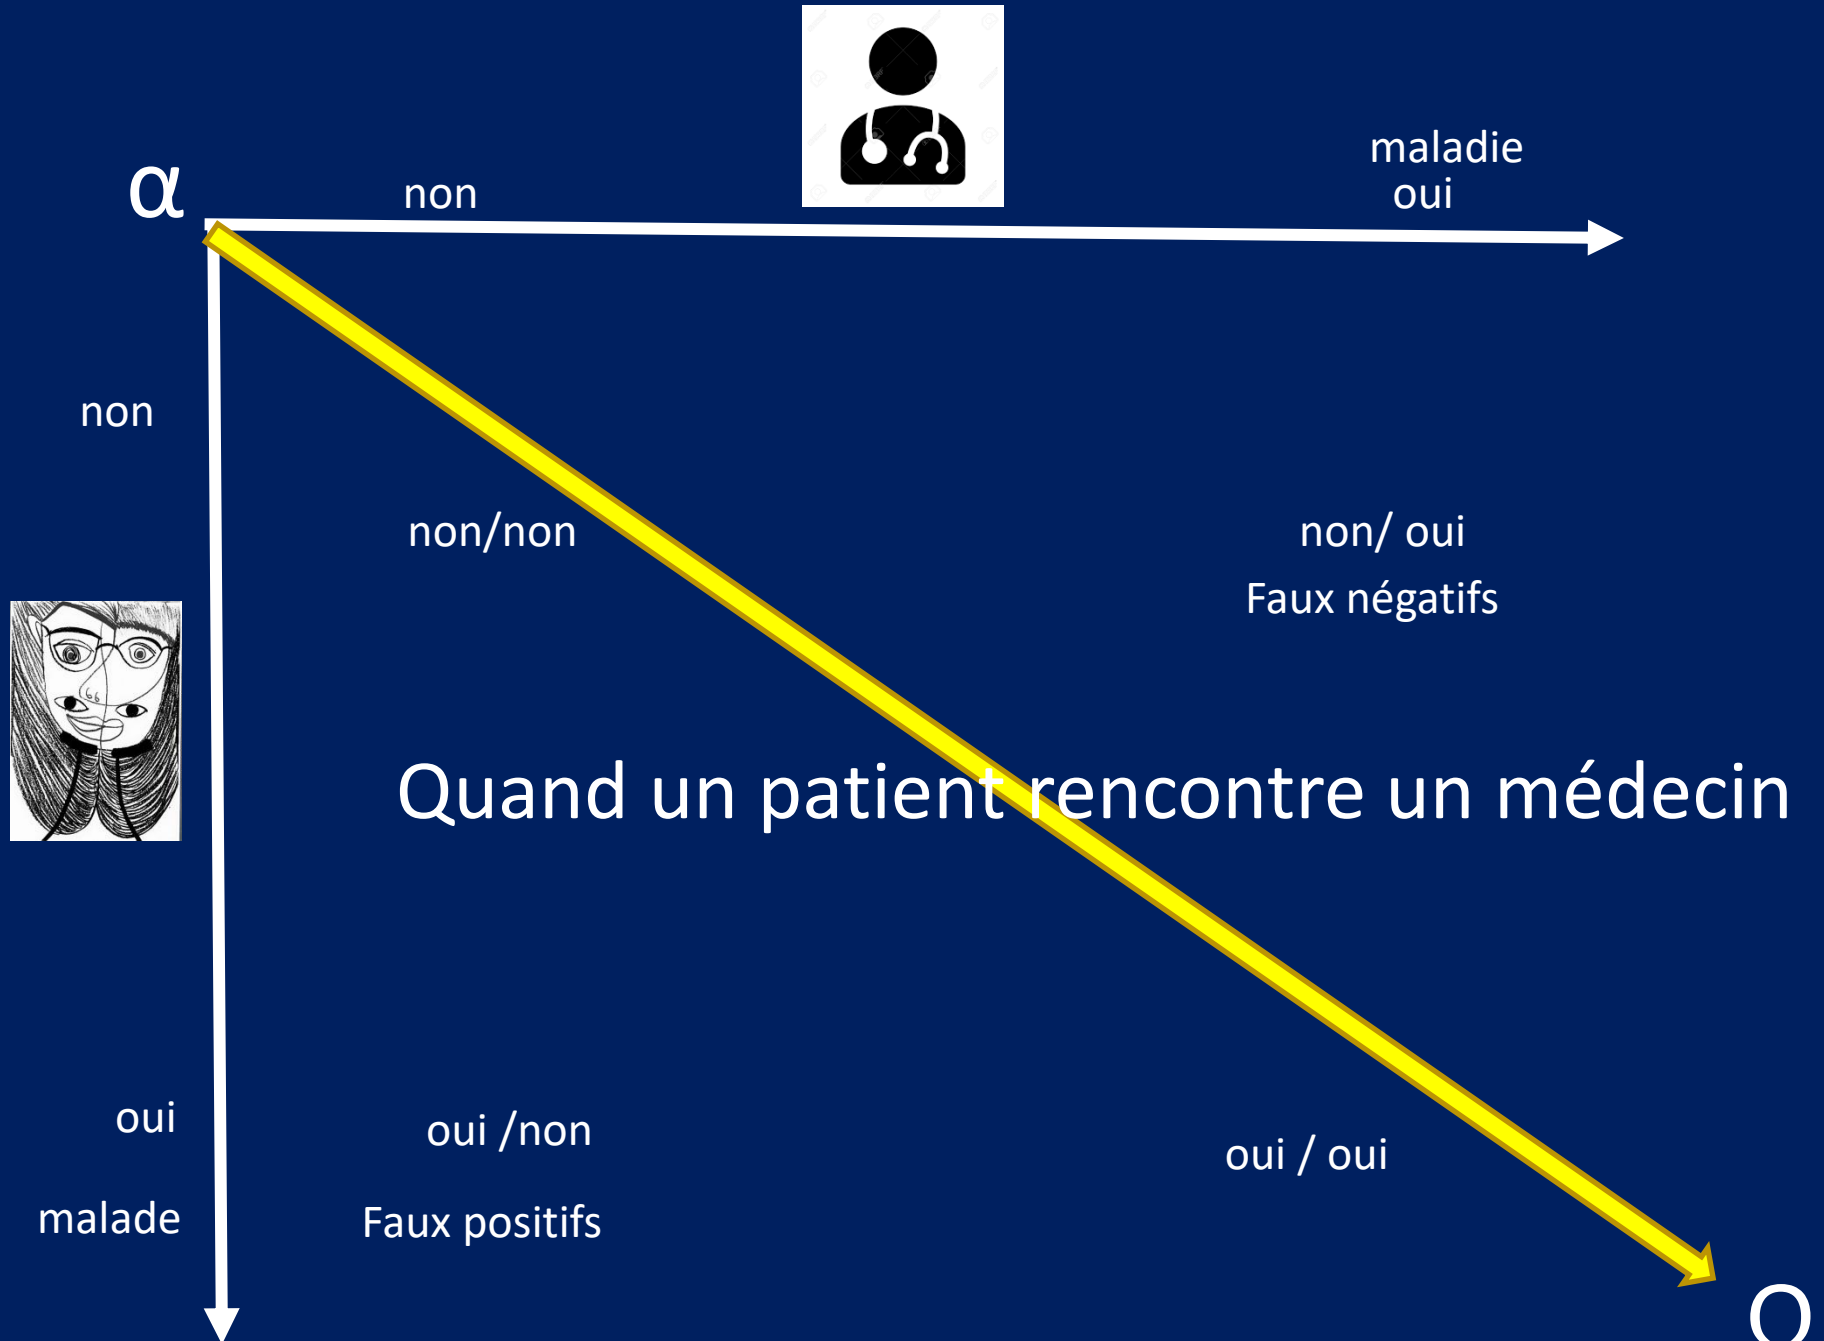 maladie
α
non
oui
non
non/non
non/ oui
Faux négatifs
Quand un patient rencontre un médecin
oui
oui /non
oui / oui
malade
Faux positifs